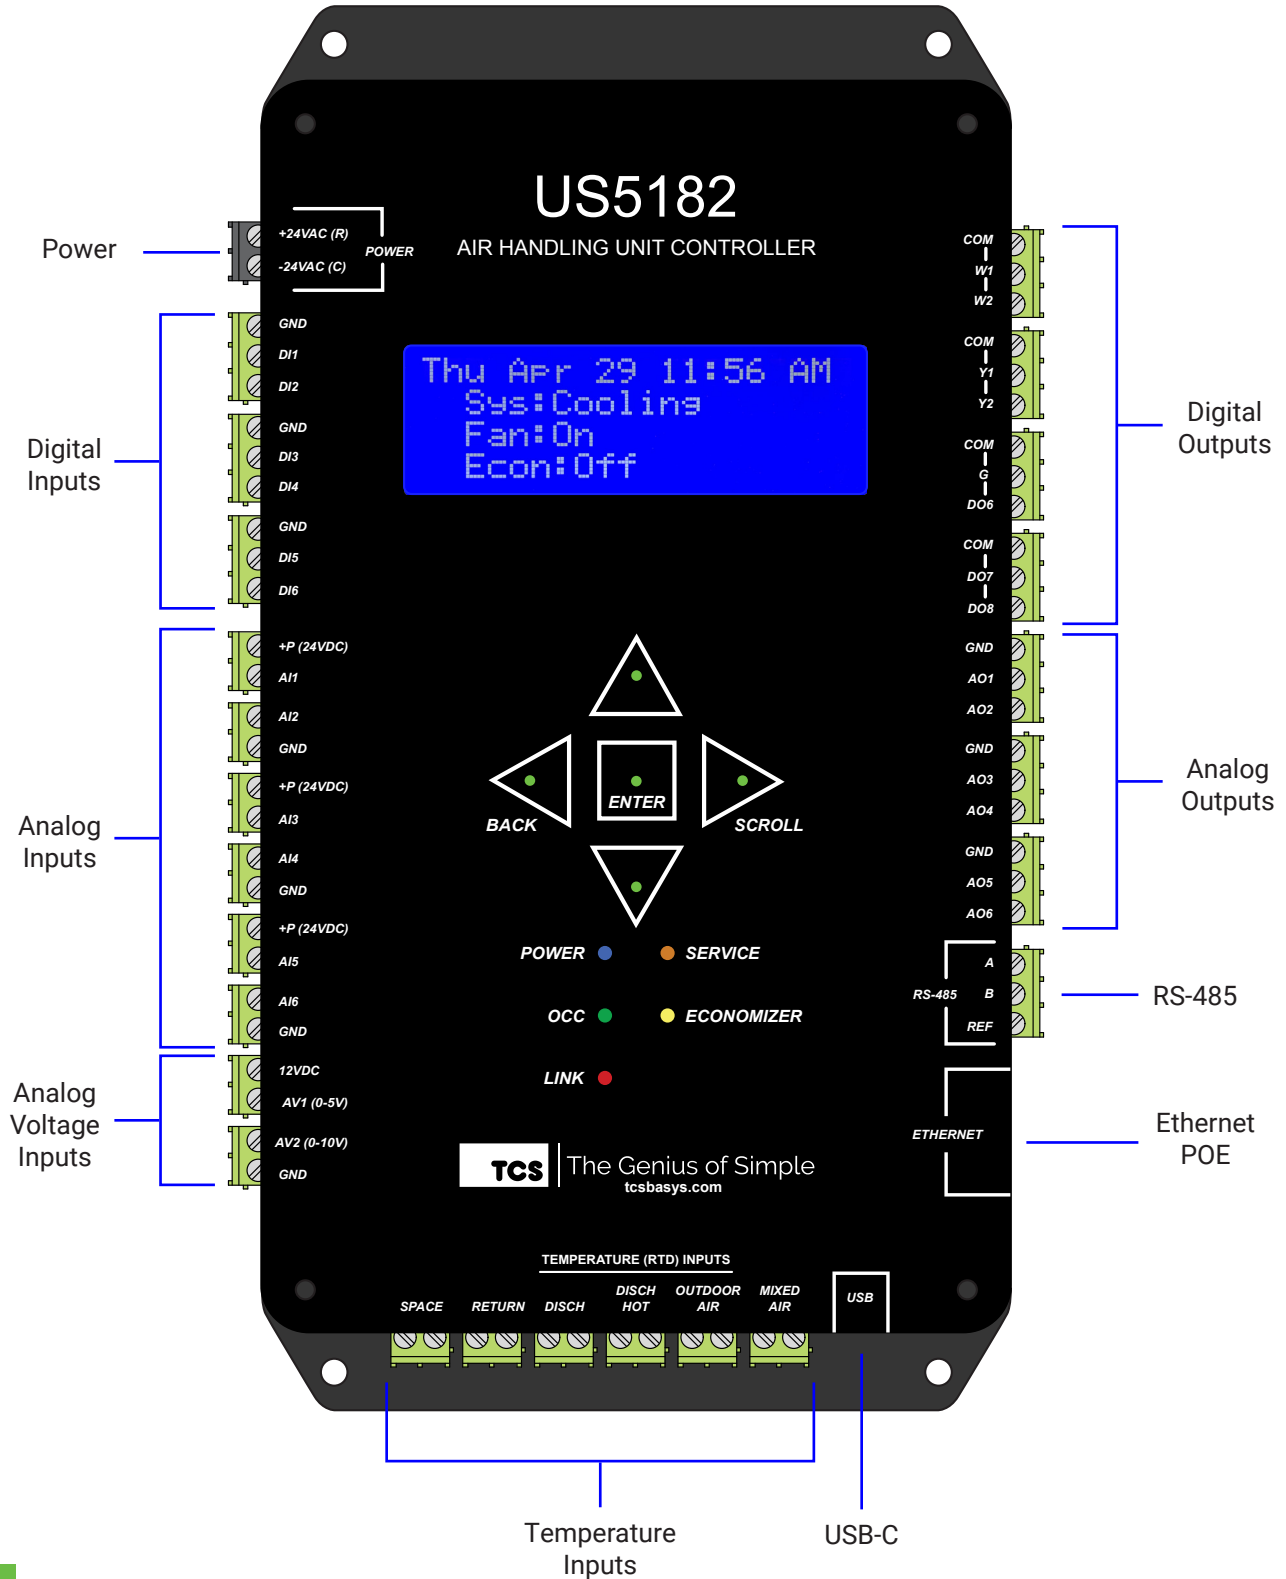 US5182
AIR HANDLING UNIT CONTROLLER
Power
+24VAC (R)
-24VAC (C)
POWER
Digital
Inputs
GND
DI1
DI2
GND
DI3
DI4
GND
DI5
DI6
Analog
Inputs
+P (24VDC)
AI1
AI2
GND
+P (24VDC)
AI3
AI4
GND
+P (24VDC)
AI5
AI6
GND
Analog
Voltage
Inputs
12VDC
AV1 (0-5V)
AV2 (0-10V)
GND
Thu Apr 29 11:56 AM
Sys:Cooling
Fan:On
Econ:Off
BACK
ENTER
SCROLL
POWER
SERVICE
OCC
ECONOMIZER
LINK
TCS
The Genius of Simple
tcsbasys.com
COM
W1
W2
COM
Y1
Y2
COM
G
DO6
COM
DO7
DO8
Digital
Outputs
GND
AO1
AO2
GND
AO3
AO4
GND
AO5
AO6
Analog
Outputs
RS-485
A
B
REF
RS-485
ETHERNET
Ethernet
POE
TEMPERATURE (RTD) INPUTS
SPACE
RETURN
DISCH
DISCH
HOT
OUTDOOR
AIR
MIXED
AIR
USB
Temperature
Inputs
USB-C